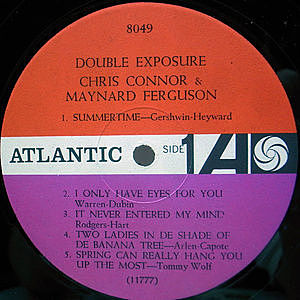 8049
DOUBLE EXPOSURE
CHRIS CONNOR &
MAYNARD FERGUSON
1. SUMMERTIME—Gershwin-Heyward
ATLANTIC SIDE 1 A
2. I ONLY HAVE EYES FOR YOU
Warren-Dubin
3. IT NEVER ENTERED MY MIND
Rodgers-Hart
4. TWO LADIES IN DE SHADE OF
DE BANANA TREE—Arlen-Capote
5. SPRING CAN REALLY HANG YOU
UP THE MOST—Tommy Wolf
(11777)